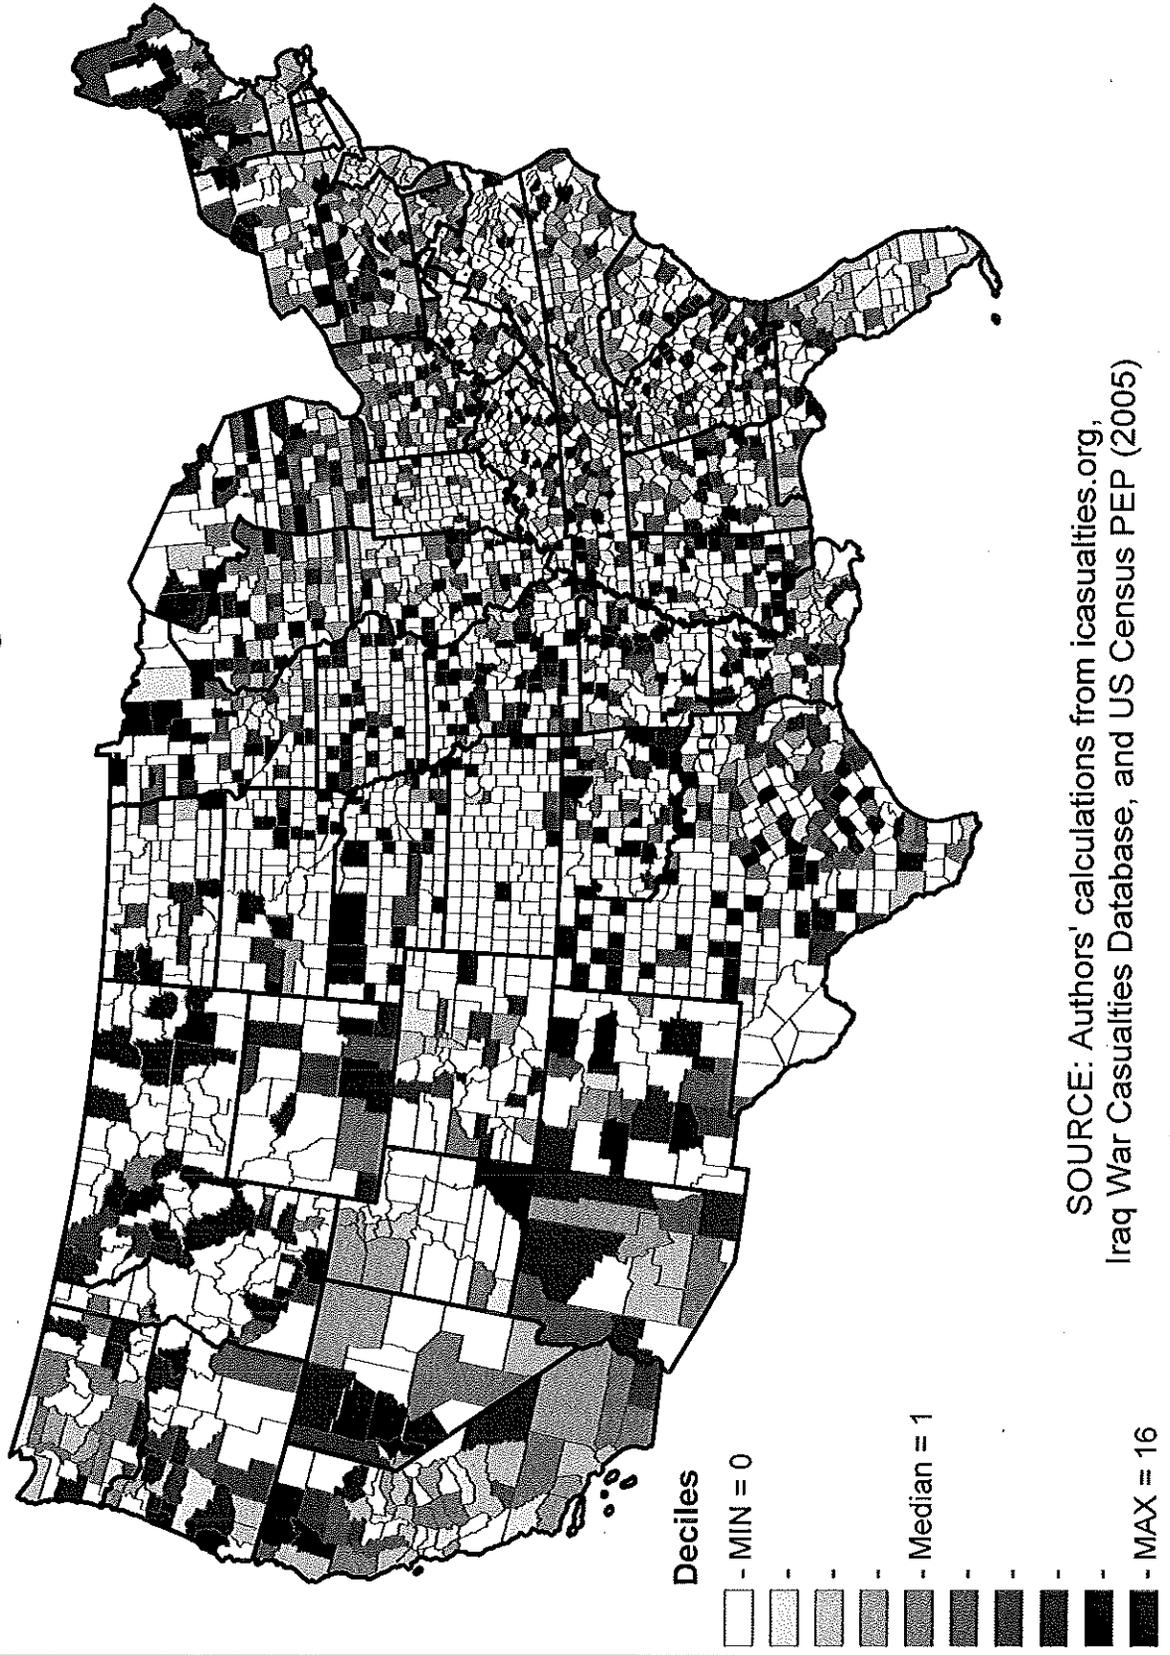 Deciles
- MIN = 0
-
-
-
- Median = 1
-
-
-
-
- MAX = 16
SOURCE: Authors' calculations from icasualties.org,
Iraq War Casualties Database, and US Census PEP (2005)